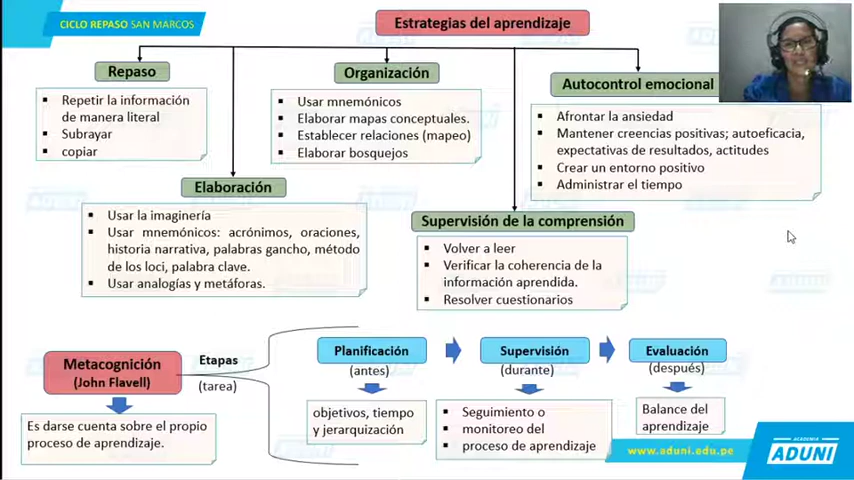 CICLO REPASO SAN MARCOS
Estrategias del aprendizaje
Repaso
▪ Repetir la información
de manera literal
▪ Subrayar
▪ copiar
Organización
▪ Usar mnemónicos
▪ Elaborar mapas conceptuales.
▪ Establecer relaciones (mapeo)
▪ Elaborar bosquejos
Autocontrol emocional
▪ Afrontar la ansiedad
▪ Mantener creencias positivas; autoeficacia,
expectativas de resultados, actitudes
▪ Crear un entorno positivo
▪ Administrar el tiempo
Elaboración
▪ Usar la imaginería
▪ Usar mnemónicos: acrónimos, oraciones,
historia narrativa, palabras gancho, método
de los loci, palabra clave.
▪ Usar analogías y metáforas.
Supervisión de la comprensión
▪ Volver a leer
▪ Verificar la coherencia de la
información aprendida.
▪ Resolver cuestionarios
Metacognición
(John Flavell)
Es darse cuenta sobre el propio
proceso de aprendizaje.
Etapas
(tarea)
Planificación
(antes)
objetivos, tiempo
y jerarquización
Supervisión
(durante)
▪ Seguimiento o
▪ monitoreo del
▪ proceso de aprendizaje
Evaluación
(después)
Balance del
aprendizaje
www.aduni.edu.pe
ACADEMIA
ADUNI